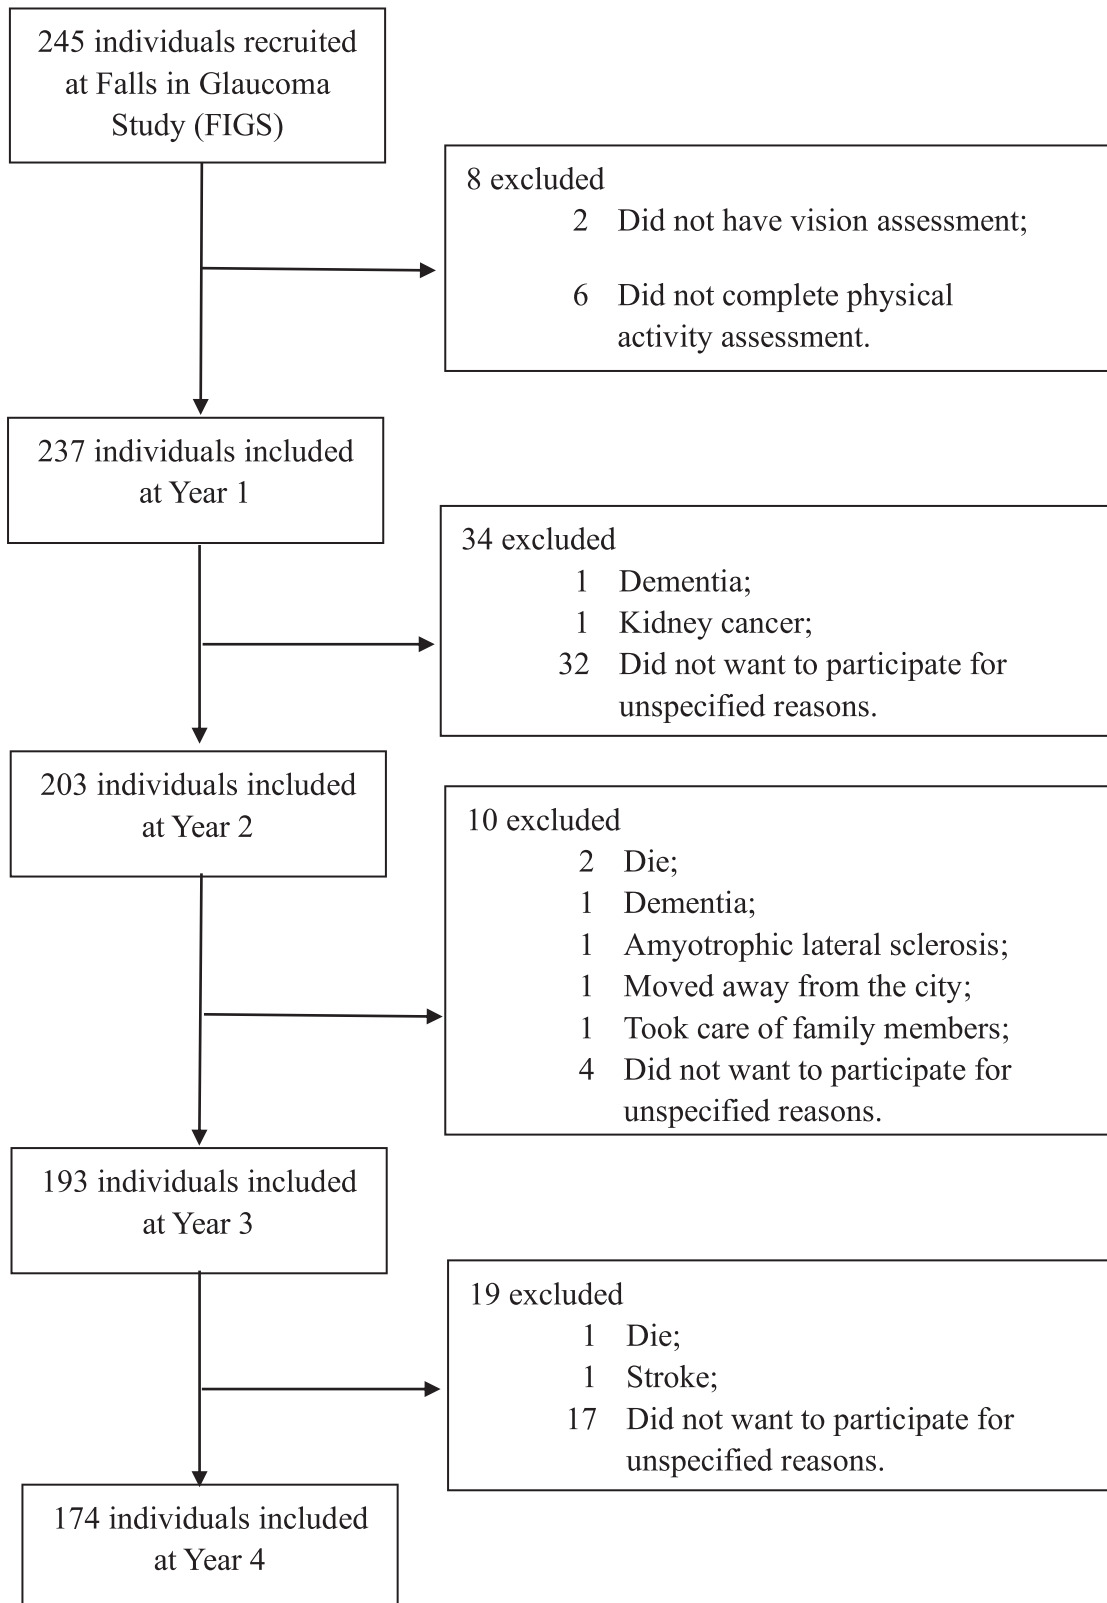 245 individuals recruited
at Falls in Glaucoma
Study (FIGS)
8 excluded
2 Did not have vision assessment;
6 Did not complete physical
activity assessment.
237 individuals included
at Year 1
34 excluded
1 Dementia;
1 Kidney cancer;
32 Did not want to participate for
unspecified reasons.
203 individuals included
at Year 2
10 excluded
2 Die;
1 Dementia;
1 Amyotrophic lateral sclerosis;
1 Moved away from the city;
1 Took care of family members;
4 Did not want to participate for
unspecified reasons.
193 individuals included
at Year 3
19 excluded
1 Die;
1 Stroke;
17 Did not want to participate for
unspecified reasons.
174 individuals included
at Year 4